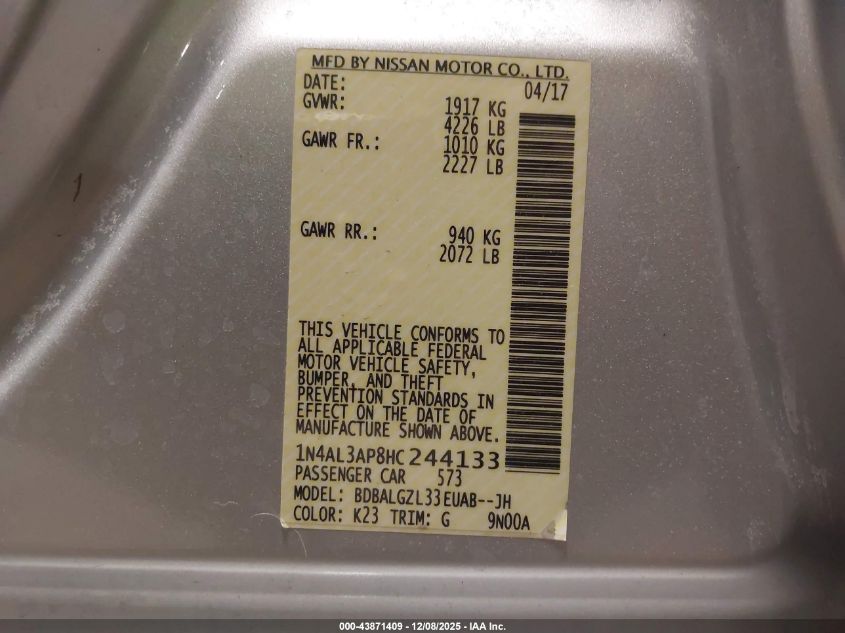 MFD BY NISSAN MOTOR CO., LTD.
DATE: 04/17
GVWR: 1917 KG
4226 LB
GAWR FR.: 1010 KG
2227 LB
GAWR RR.: 940 KG
2072 LB
THIS VEHICLE CONFORMS TO
ALL APPLICABLE FEDERAL
MOTOR VEHICLE SAFETY,
BUMPER, AND THEFT
PREVENTION STANDARDS IN
EFFECT ON THE DATE OF
MANUFACTURE SHOWN ABOVE.
1N4AL3AP8HC244133
PASSENGER CAR 573
MODEL: BDBALGZL33EUAB--JH
COLOR: K23 TRIM: G 9N00A
000-43871409 - 12/08/2025 - IAA Inc.